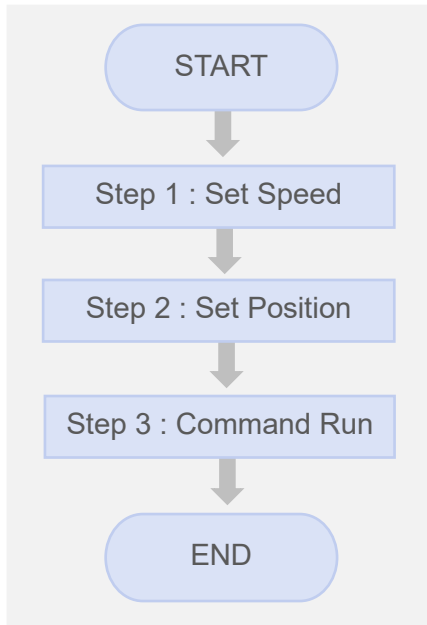 START
Step 1 : Set Speed
Step 2 : Set Position
Step 3 : Command Run
END